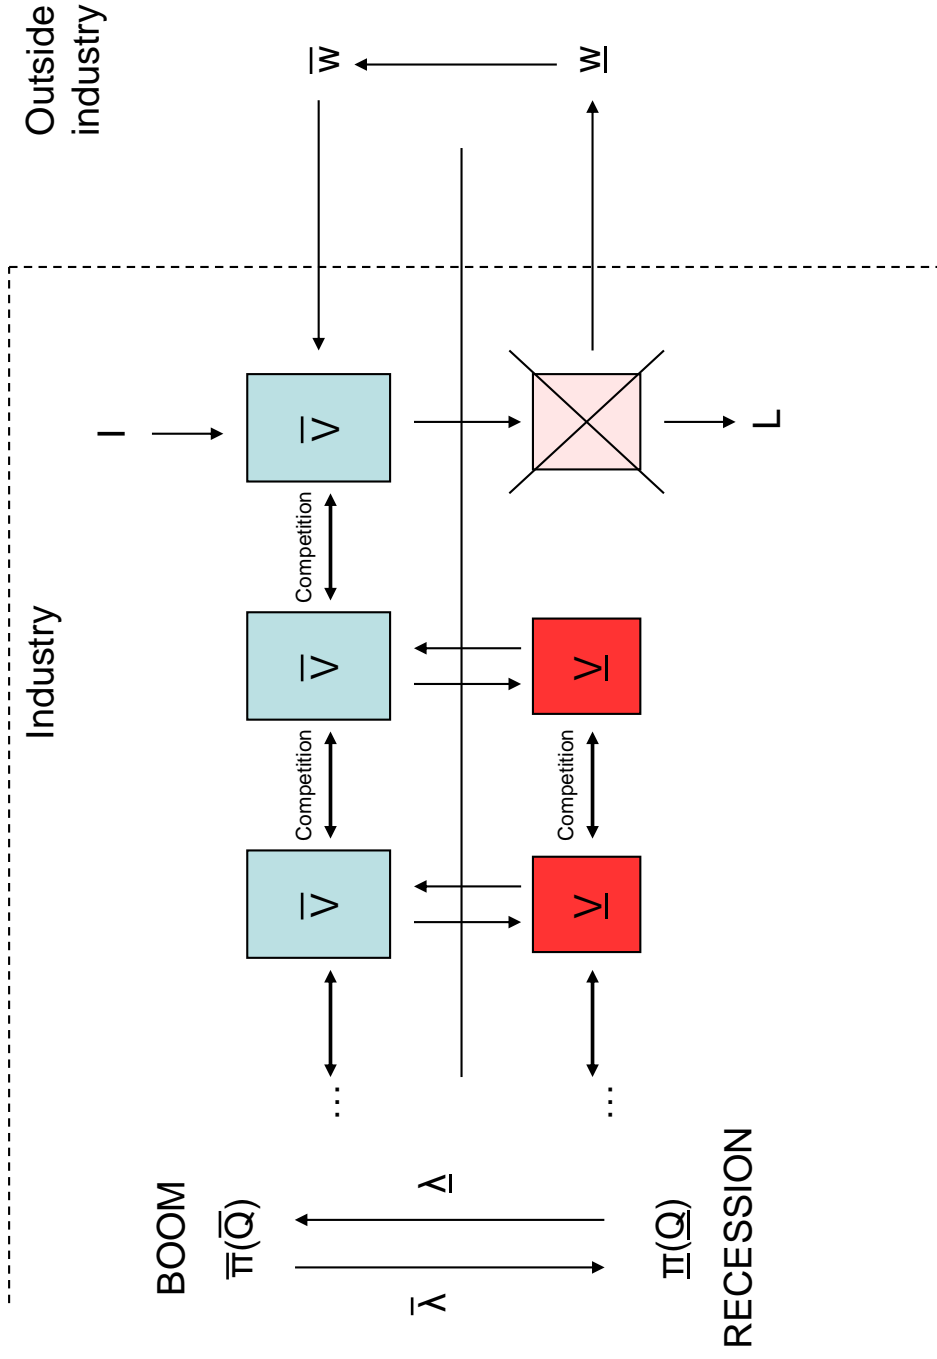 Industry
Outside
industry
I
BOOM
π̅(Q̅)
Competition
Competition
...
V̅
V̅
V̅
w̅
λ̅
λ̲
Competition
...
V̲
V̲
w̲
π̲(Q̲)
RECESSION
L